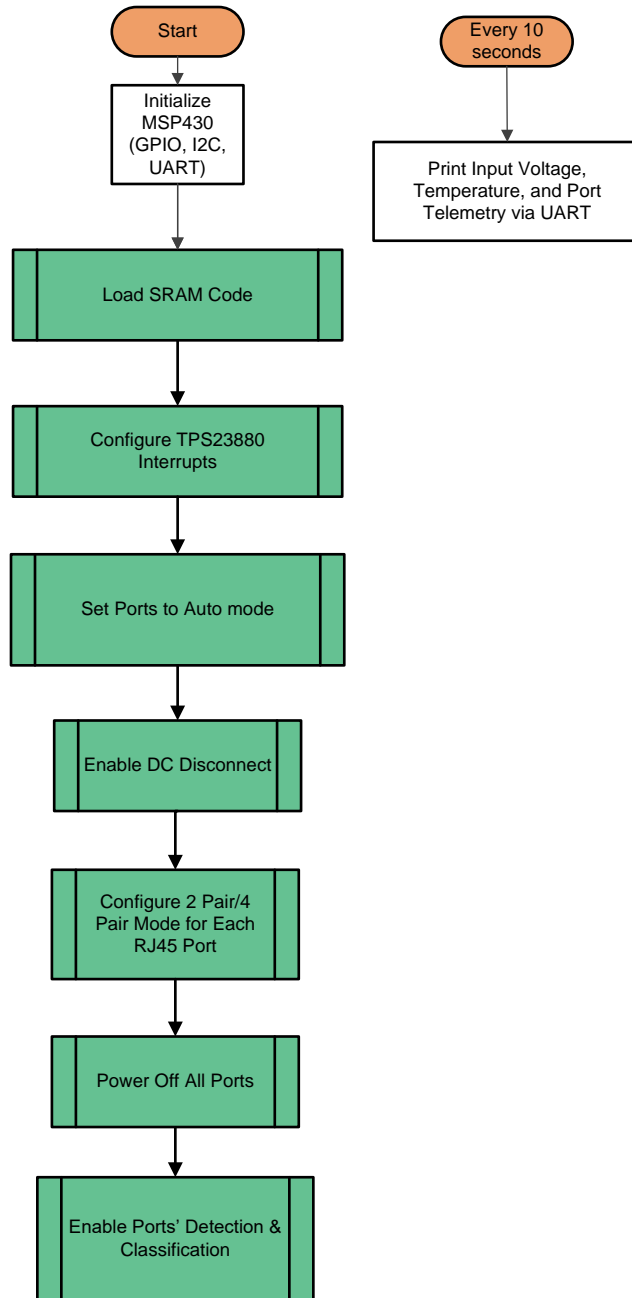 Start
Initialize
MSP430
(GPIO, I2C,
UART)
Load SRAM Code
Configure TPS23880
Interrupts
Set Ports to Auto mode
Enable DC Disconnect
Configure 2 Pair/4
Pair Mode for Each
RJ45 Port
Power Off All Ports
Enable Ports’ Detection &
Classification
Every 10
seconds
Print Input Voltage,
Temperature, and Port
Telemetry via UART